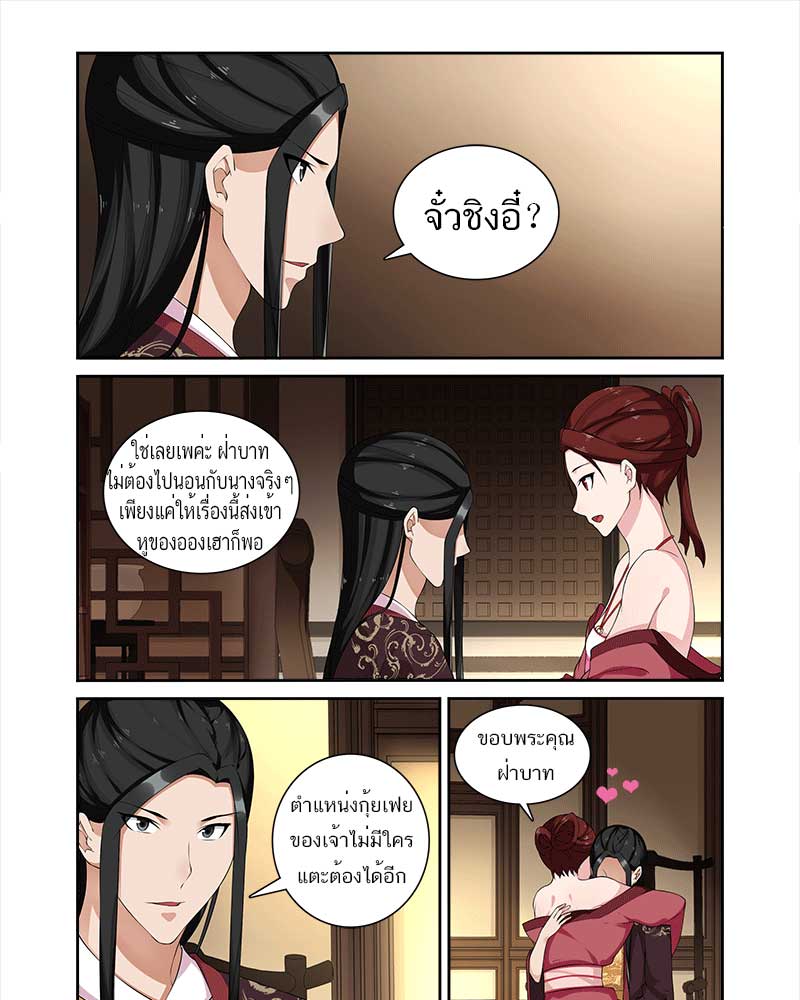 จั๋วชิงอี๋?
ใช่เลยเพค่ะ ฝ่าบาท
ไม่ต้องไปนอนกับนางจริงๆ
เพียงแค่ให้เรื่องนี้ส่งเข้า
หูขององเฮาก็พอ
ตำแหน่งกุ้ยเฟย
ของเจ้าไม่มีใคร
แตะต้องได้อีก
ขอบพระคุณ
ฝ่าบาท